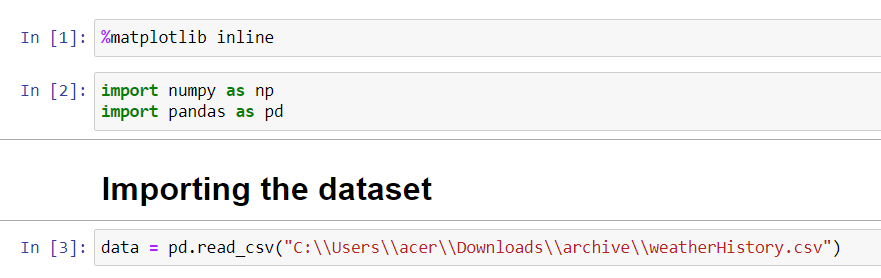 In [1]: %matplotlib inline
In [2]: import numpy as np
import pandas as pd
Importing the dataset
In [3]: data = pd.read_csv("C:\\Users\\acer\\Downloads\\archive\\weatherHistory.csv")